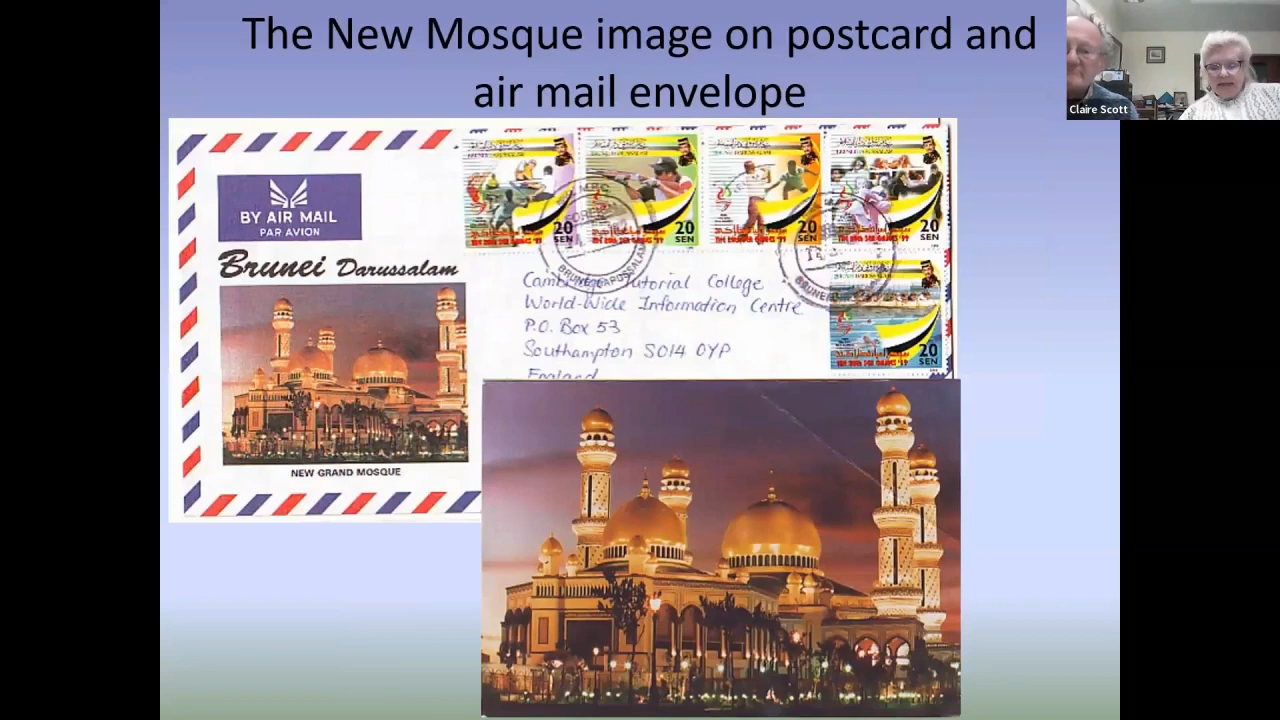 The New Mosque image on postcard and
air mail envelope
Claire Scott
BY AIR MAIL
PAR AVION
Brunei Darussalam
NEW GRAND MOSQUE
20
SEN
20
SEN
20
SEN
20
SEN
20
SEN
Tutorial College
World-Wide Information Centre
P.O. Box 53
Southampton SO14 0YP
England